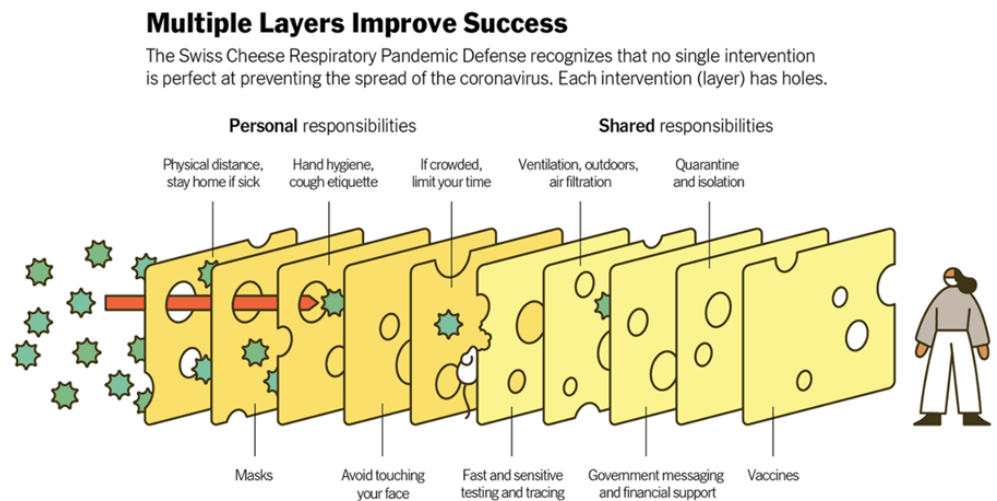 Multiple Layers Improve Success
The Swiss Cheese Respiratory Pandemic Defense recognizes that no single intervention
is perfect at preventing the spread of the coronavirus. Each intervention (layer) has holes.
Personal responsibilities
Shared responsibilities
Physical distance,
stay home if sick
Hand hygiene,
cough etiquette
If crowded,
limit your time
Ventilation, outdoors,
air filtration
Quarantine
and isolation
Masks
Avoid touching
your face
Fast and sensitive
testing and tracing
Government messaging
and financial support
Vaccines